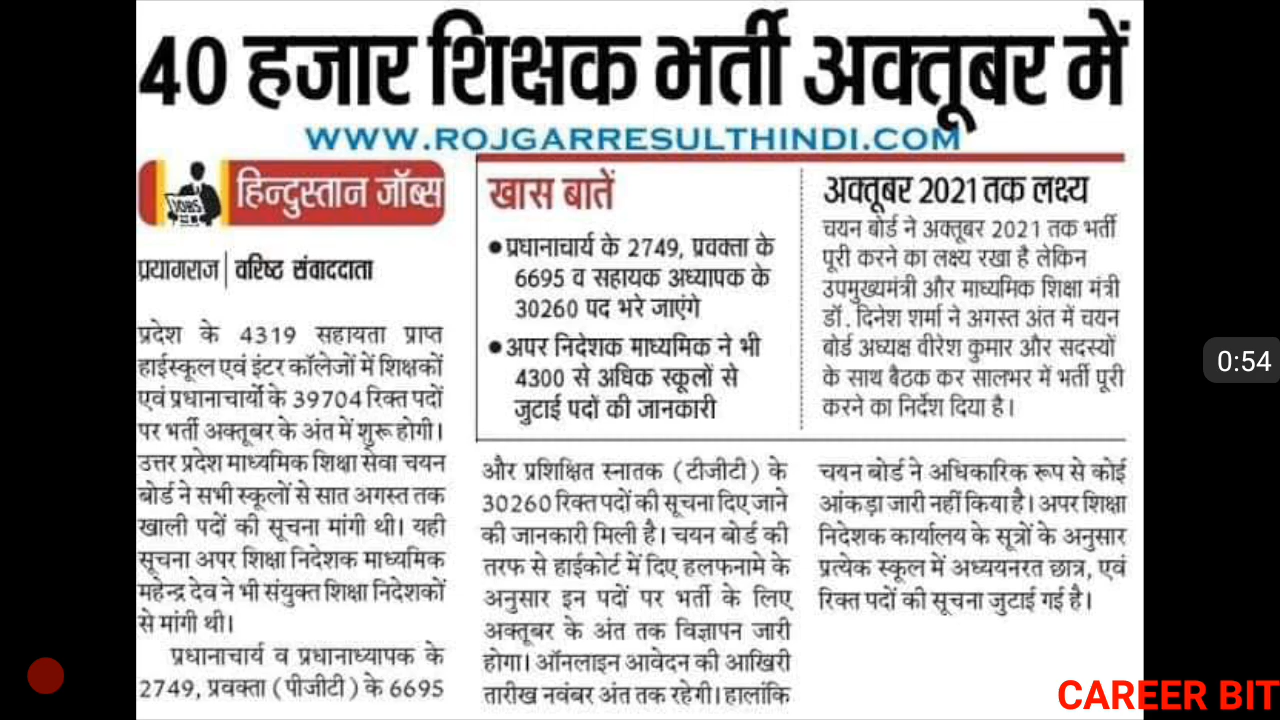 40 हजार शिक्षक भर्ती अक्तूबर में
WWW.ROJGARRESULTHINDI.COM
JOBS
हिन्दुस्तान जॉब्स
प्रयागराज | वरिष्ठ संवाददाता
प्रदेश के 4319 सहायता प्राप्त
हाईस्कूल एवं इंटर कॉलेजों में शिक्षकों
एवं प्रधानाचार्यों के 39704 रिक्त पदों
पर भर्ती अक्तूबर के अंत में शुरू होगी।
उत्तर प्रदेश माध्यमिक शिक्षा सेवा चयन
बोर्ड ने सभी स्कूलों से सात अगस्त तक
खाली पदों की सूचना मांगी थी। यही
सूचना अपर शिक्षा निदेशक माध्यमिक
महेन्द्र देव ने भी संयुक्त शिक्षा निदेशकों
से मांगी थी।
प्रधानाचार्य व प्रधानाध्यापक के
2749, प्रवक्ता (पीजीटी) के 6695
खास बातें
●प्रधानाचार्य के 2749, प्रवक्ता के
6695 व सहायक अध्यापक के
30260 पद भरे जाएंगे
●अपर निदेशक माध्यमिक ने भी
4300 से अधिक स्कूलों से
जुटाई पदों की जानकारी
अक्तूबर 2021 तक लक्ष्य
चयन बोर्ड ने अक्तूबर 2021 तक भर्ती
पूरी करने का लक्ष्य रखा है लेकिन
उपमुख्यमंत्री और माध्यमिक शिक्षा मंत्री
डॉ. दिनेश शर्मा ने अगस्त अंत में चयन
बोर्ड अध्यक्ष वीरेश कुमार और सदस्यों
के साथ बैठक कर सालभर में भर्ती पूरी
करने का निर्देश दिया है।
और प्रशिक्षित स्नातक (टीजीटी) के
30260 रिक्त पदों की सूचना दिए जाने
की जानकारी मिली है। चयन बोर्ड की
तरफ से हाईकोर्ट में दिए हलफनामे के
अनुसार इन पदों पर भर्ती के लिए
अक्तूबर के अंत तक विज्ञापन जारी
होगा। ऑनलाइन आवेदन की आखिरी
तारीख नवंबर अंत तक रहेगी। हालांकि
चयन बोर्ड ने अधिकारिक रूप से कोई
आंकड़ा जारी नहीं किया है। अपर शिक्षा
निदेशक कार्यालय के सूत्रों के अनुसार
प्रत्येक स्कूल में अध्ययनरत छात्र, एवं
रिक्त पदों की सूचना जुटाई गई है।
0:54
CAREER BIT